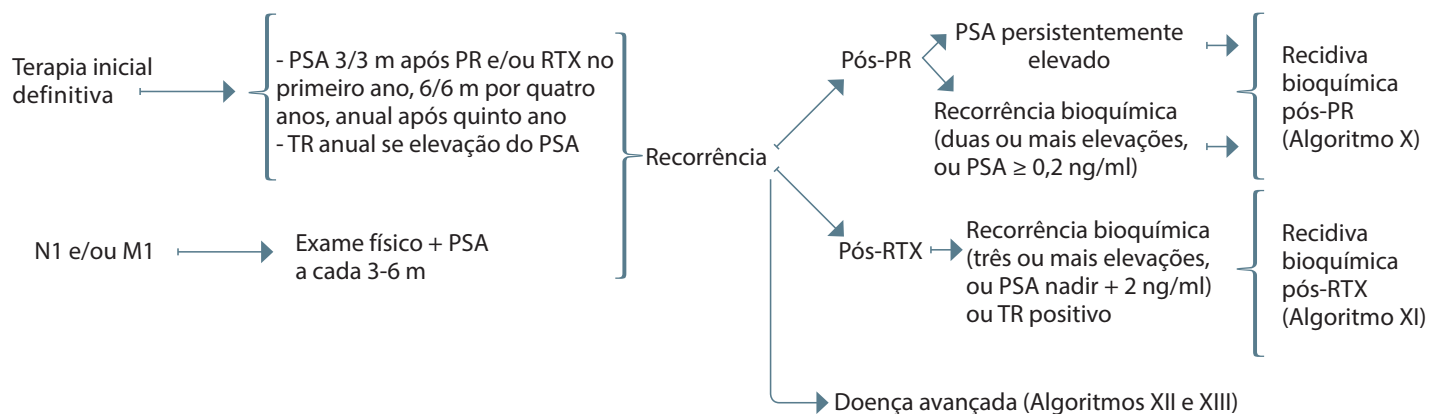 Terapia inicial
definitiva
- PSA 3/3 m após PR e/ou RTX no
primeiro ano, 6/6 m por quatro
anos, anual após quinto ano
- TR anual se elevação do PSA
N1 e/ou M1
Exame físico + PSA
a cada 3-6 m
Recorrência
Pós-PR
PSA persistentemente
elevado
Recorrência bioquímica
(duas ou mais elevações,
ou PSA ≥ 0,2 ng/ml)
Recidiva
bioquímica
pós-PR
(Algoritmo X)
Pós-RTX
Recorrência bioquímica
(três ou mais elevações,
ou PSA nadir + 2 ng/ml)
ou TR positivo
Recidiva
bioquímica
pós-RTX
(Algoritmo XI)
Doença avançada (Algoritmos XII e XIII)